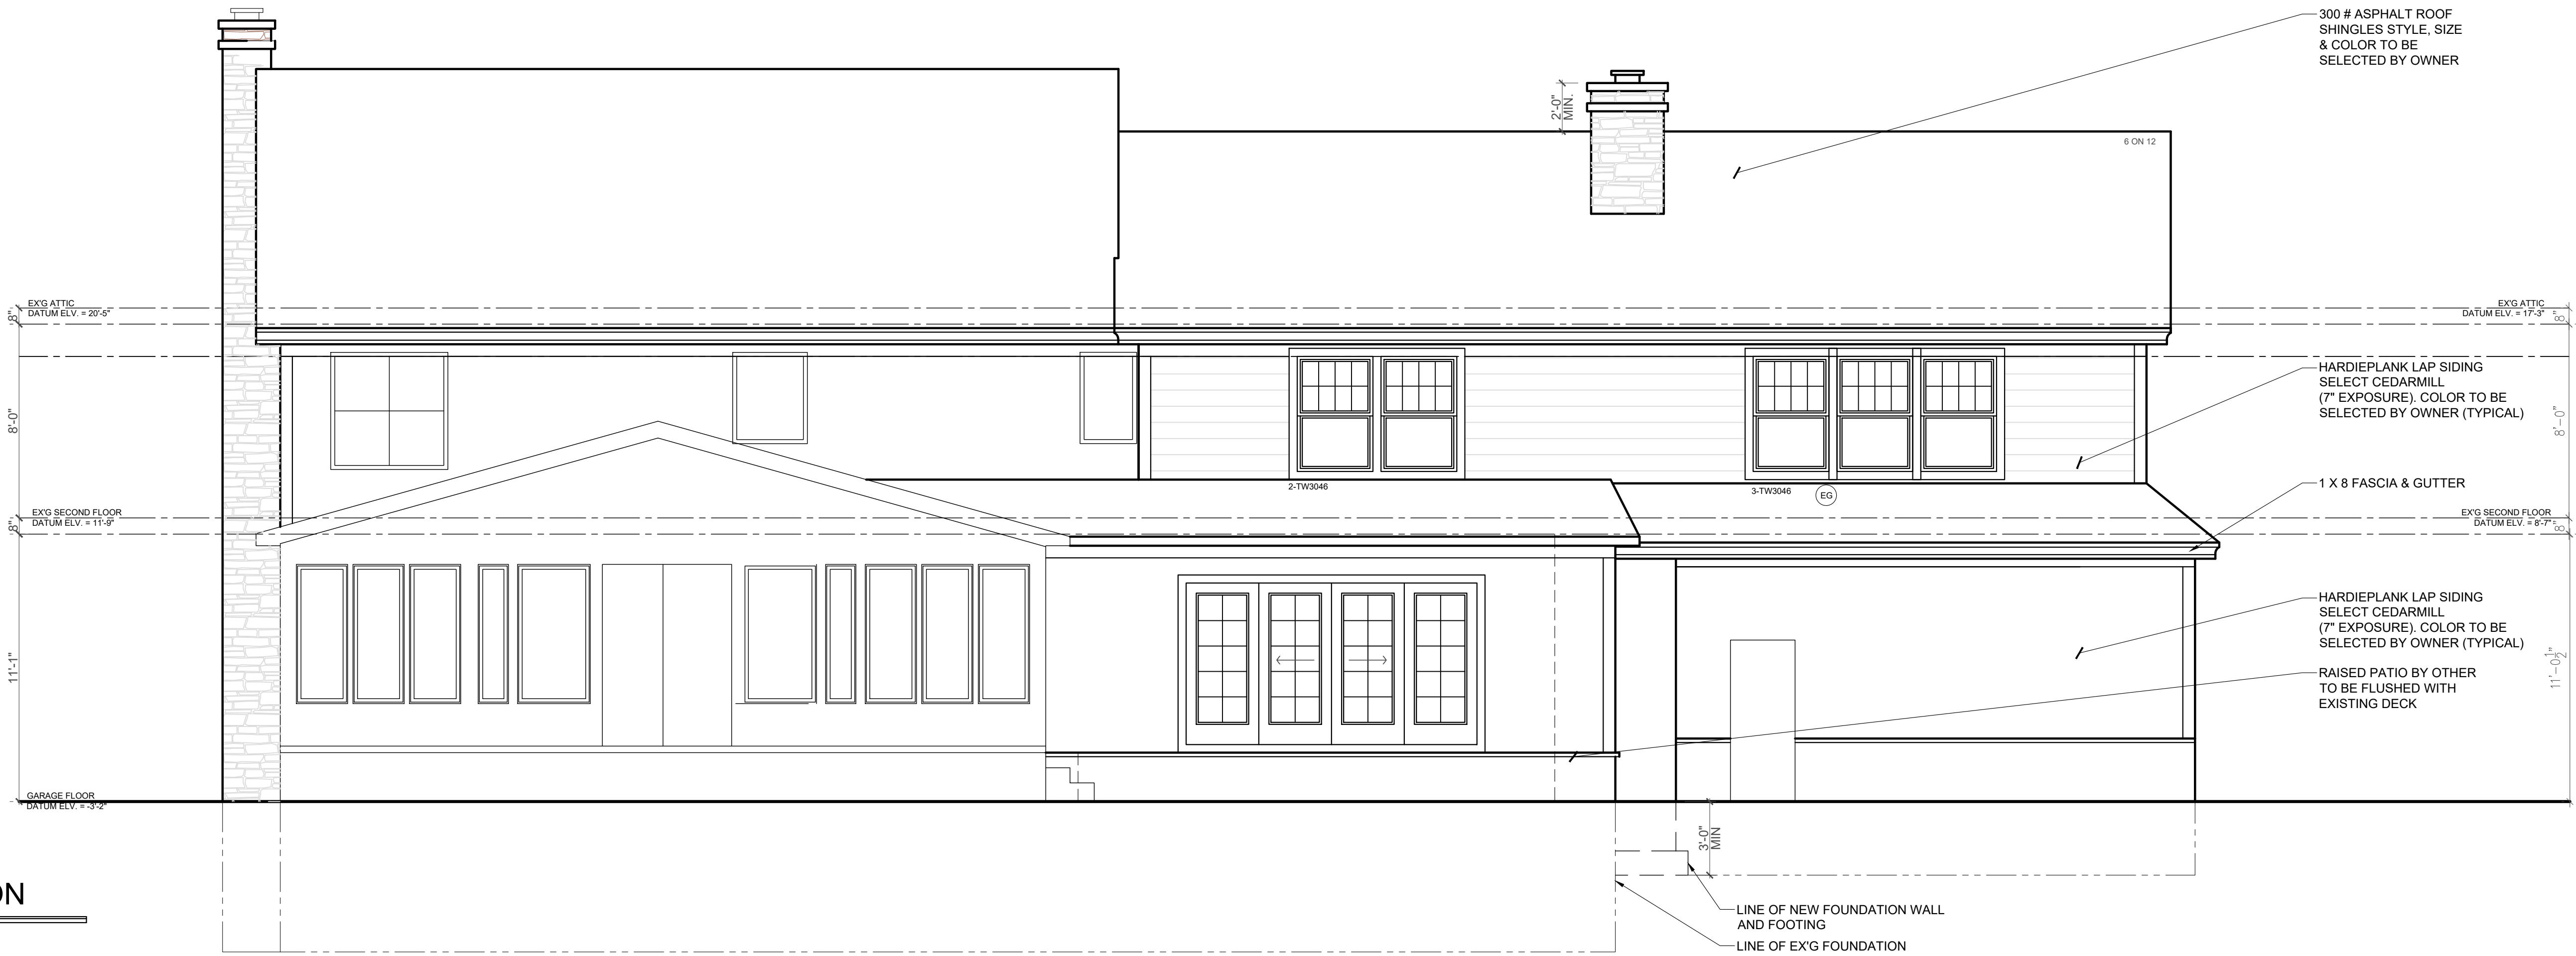 300 # ASPHALT ROOF
SHINGLES STYLE, SIZE
& COLOR TO BE
SELECTED BY OWNER
2'-0"
MIN.
6 ON 12
EX'G ATTIC
DATUM ELV. = 20'-5"
8"
EX'G ATTIC
DATUM ELV. = 17'-3"
8"
HARDIEPLANK LAP SIDING
SELECT CEDARMILL
(7" EXPOSURE). COLOR TO BE
SELECTED BY OWNER (TYPICAL)
8'-0"
8'-0"
2-TW3046
3-TW3046
EG
1 X 8 FASCIA & GUTTER
EX'G SECOND FLOOR
DATUM ELV. = 11'-9"
8"
EX'G SECOND FLOOR
DATUM ELV. = 8'-7"
8"
HARDIEPLANK LAP SIDING
SELECT CEDARMILL
(7" EXPOSURE). COLOR TO BE
SELECTED BY OWNER (TYPICAL)
11'-1"
11'-0 1/2"
RAISED PATIO BY OTHER
TO BE FLUSHED WITH
EXISTING DECK
GARAGE FLOOR
DATUM ELV. = -3'-2"
3'-0"
MIN
ON
LINE OF NEW FOUNDATION WALL
AND FOOTING
LINE OF EX'G FOUNDATION